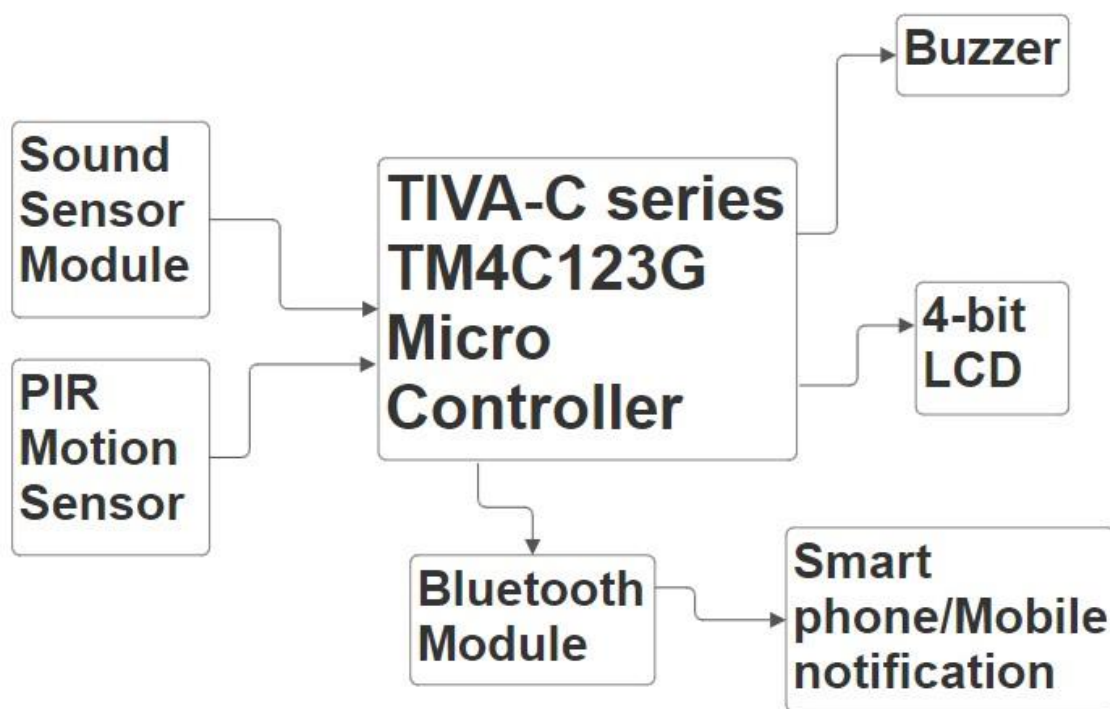 Buzzer
Sound
Sensor
Module
TIVA-C series
TM4C123G
Micro
Controller
4-bit
LCD
PIR
Motion
Sensor
Bluetooth
Module
Smart
phone/Mobile
notification